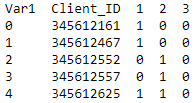 Var1 Client_ID 1 2 3
0 345612161 1 0 0
1 345612467 1 0 0
2 345612552 0 1 0
3 345612557 0 1 0
4 345612625 1 1 0